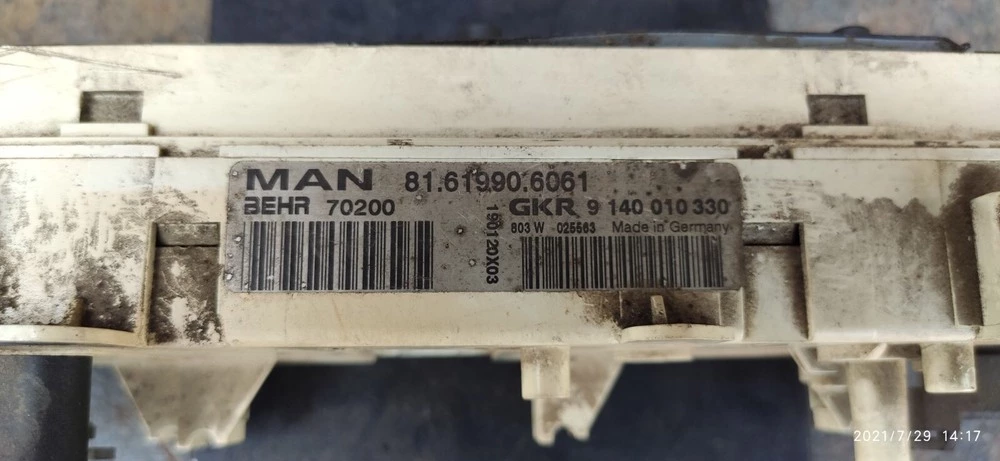 MAN 81.61990.6061
BEHR 70200 GKR 9 140 010 330
190120X03
803 W 025563 Made in Germany
2021/7/29 14:17